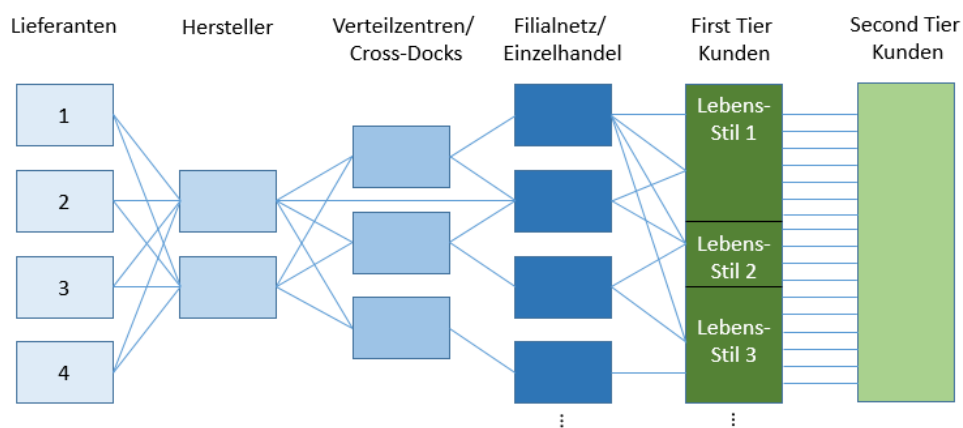 Lieferanten
Hersteller
Verteilzentren/
Cross-Docks
Filialnetz/
Einzelhandel
First Tier
Kunden
Second Tier
Kunden
1
2
3
4
Lebens-
Stil 1
Lebens-
Stil 2
Lebens-
Stil 3
...
...